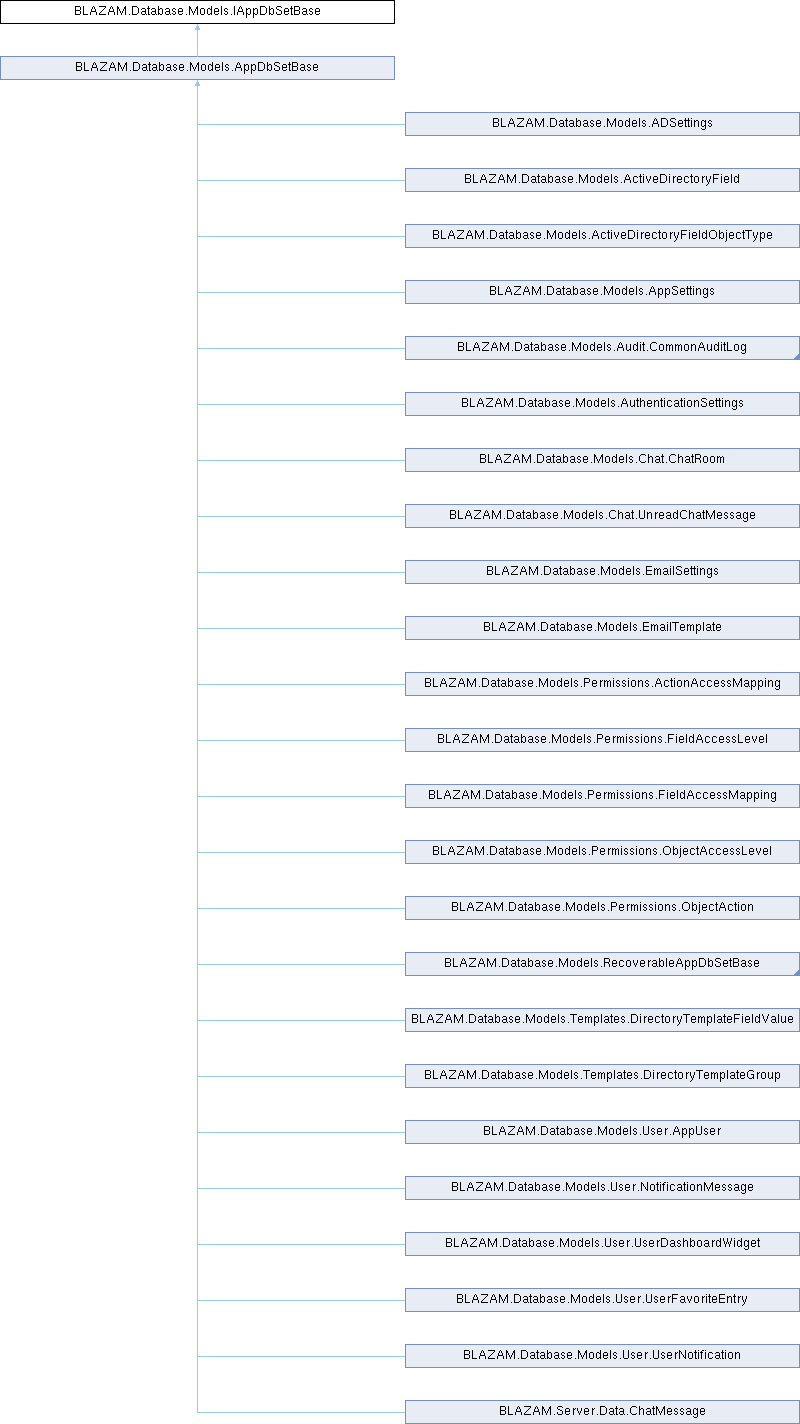 BLAZAM.Database.Models.IAppDbSetBase
BLAZAM.Database.Models.AppDbSetBase
BLAZAM.Database.Models.ADSettings
BLAZAM.Database.Models.ActiveDirectoryField
BLAZAM.Database.Models.ActiveDirectoryFieldObjectType
BLAZAM.Database.Models.AppSettings
BLAZAM.Database.Models.Audit.CommonAuditLog
BLAZAM.Database.Models.AuthenticationSettings
BLAZAM.Database.Models.Chat.ChatRoom
BLAZAM.Database.Models.Chat.UnreadChatMessage
BLAZAM.Database.Models.EmailSettings
BLAZAM.Database.Models.EmailTemplate
BLAZAM.Database.Models.Permissions.ActionAccessMapping
BLAZAM.Database.Models.Permissions.FieldAccessLevel
BLAZAM.Database.Models.Permissions.FieldAccessMapping
BLAZAM.Database.Models.Permissions.ObjectAccessLevel
BLAZAM.Database.Models.Permissions.ObjectAction
BLAZAM.Database.Models.RecoverableAppDbSetBase
BLAZAM.Database.Models.Templates.DirectoryTemplateFieldValue
BLAZAM.Database.Models.Templates.DirectoryTemplateGroup
BLAZAM.Database.Models.User.AppUser
BLAZAM.Database.Models.User.NotificationMessage
BLAZAM.Database.Models.User.UserDashboardWidget
BLAZAM.Database.Models.User.UserFavoriteEntry
BLAZAM.Database.Models.User.UserNotification
BLAZAM.Server.Data.ChatMessage